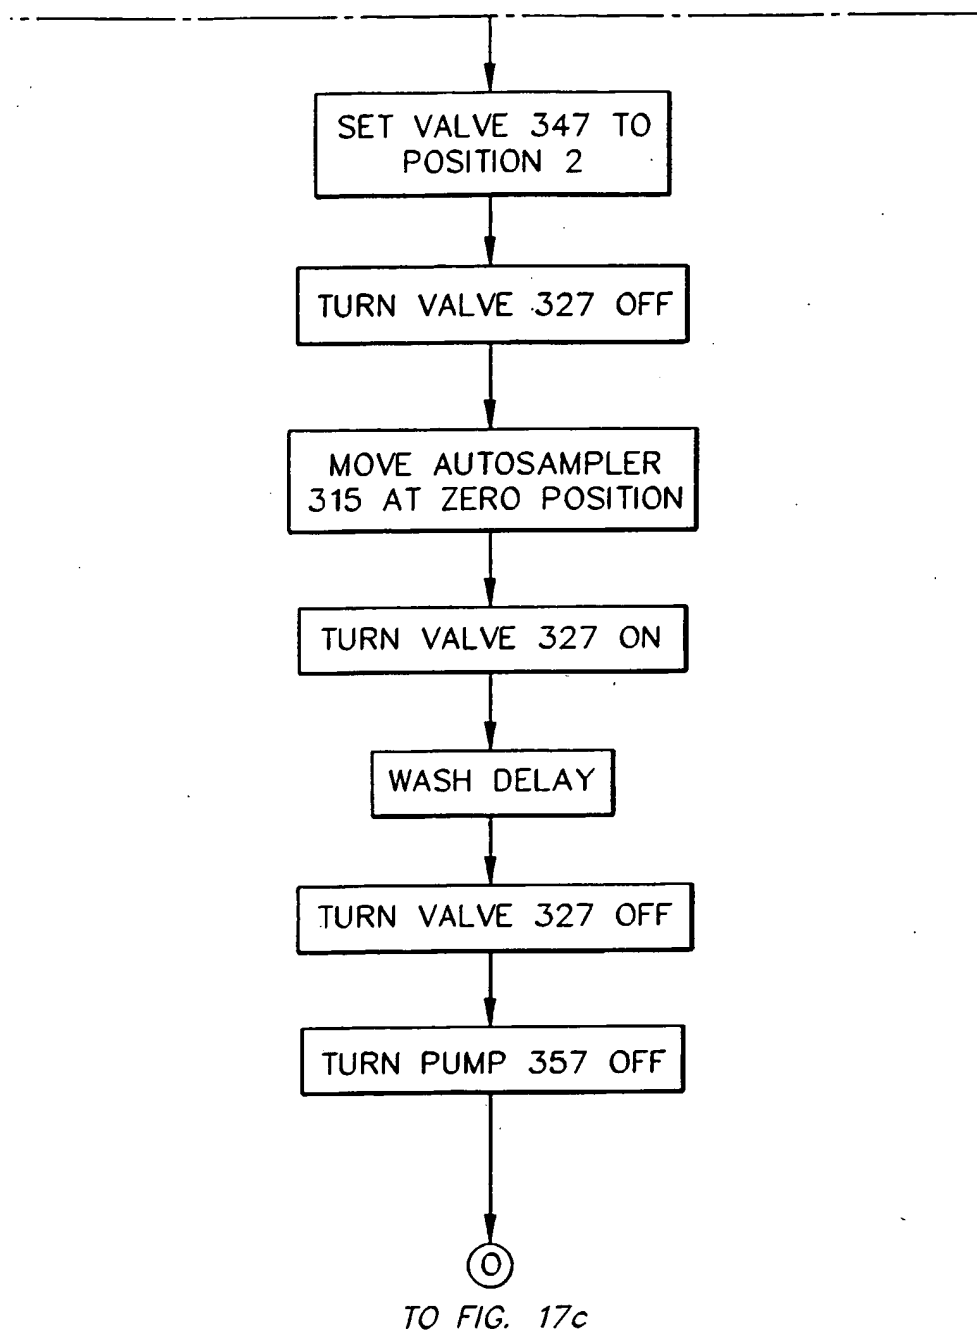 SET VALVE 347 TO
POSITION 2
TURN VALVE 327 OFF
MOVE AUTOSAMPLER
315 AT ZERO POSITION
TURN VALVE 327 ON
WASH DELAY
TURN VALVE 327 OFF
TURN PUMP 357 OFF
O
TO FIG. 17c